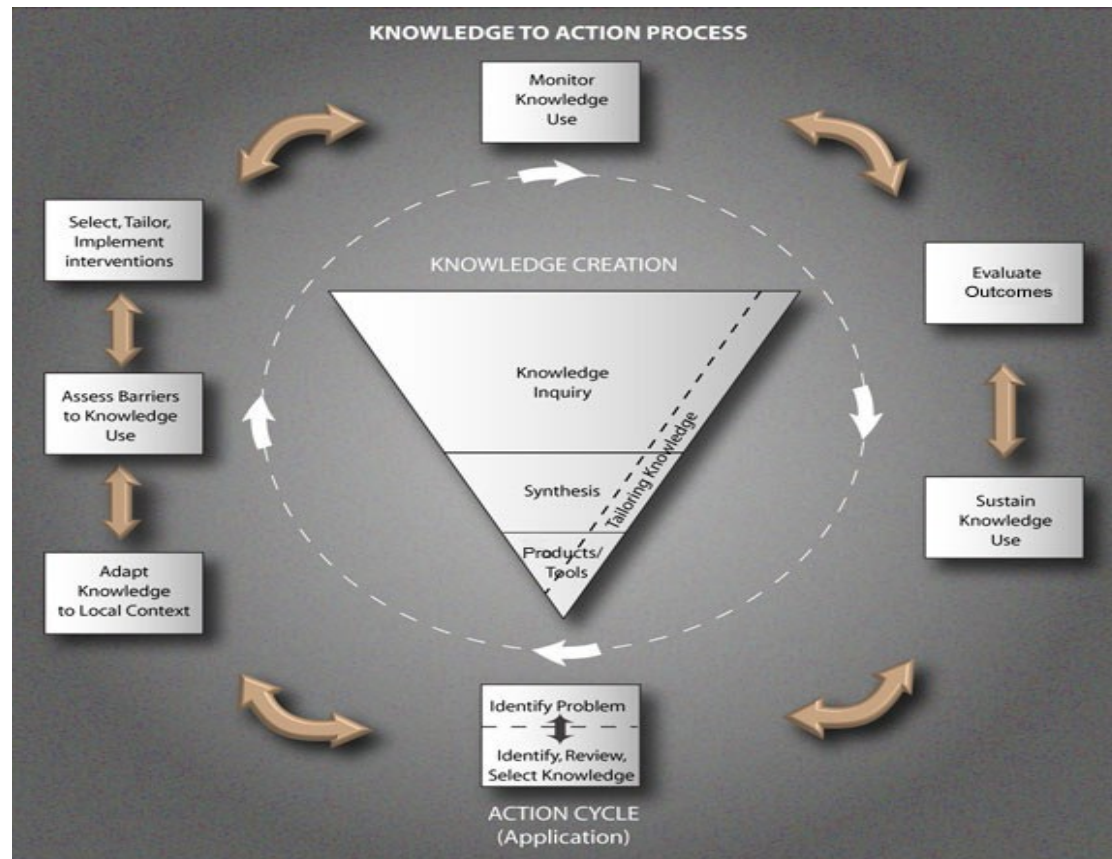 KNOWLEDGE TO ACTION PROCESS
Monitor
Knowledge
Use
Select, Tailor,
Implement
interventions
KNOWLEDGE CREATION
Evaluate
Outcomes
Knowledge
Inquiry
Assess Barriers
to Knowledge
Use
Tailoring Knowledge
Synthesis
Sustain
Knowledge
Use
Products/
Tools
Adapt
Knowledge
to Local Context
Identify Problem
Identify, Review,
Select Knowledge
ACTION CYCLE
(Application)